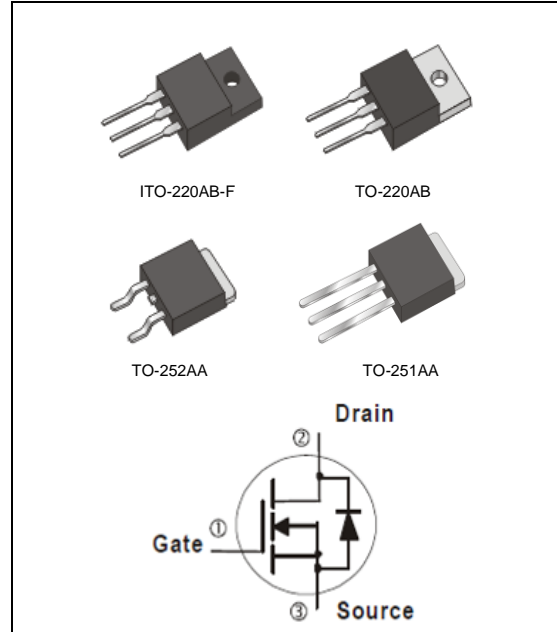 ITO-220AB-F
TO-220AB
TO-252AA
TO-251AA
Drain
②
①
Gate
③
Source